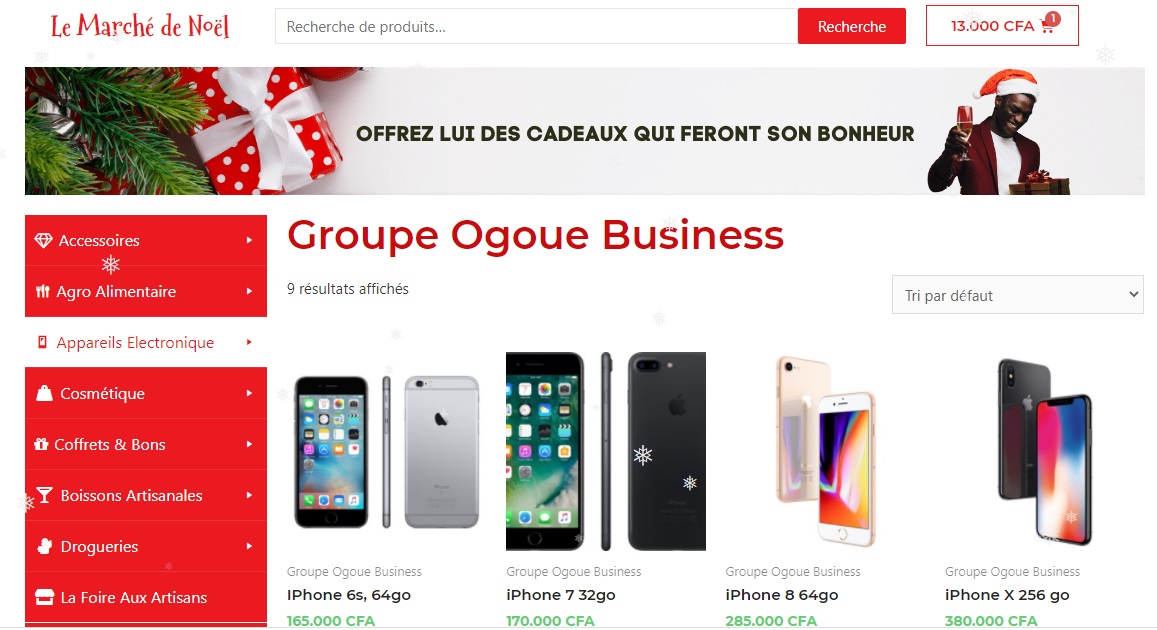 Le Marché de Noël
Recherche de produits...
Recherche
13.000 CFA
1
OFFREZ LUI DES CADEAUX QUI FERONT SON BONHEUR
Accessoires
Agro Alimentaire
Appareils Electronique
Cosmétique
Coffrets & Bons
Boissons Artisanales
Drogueries
La Foire Aux Artisans
Groupe Ogoue Business
9 résultats affichés
Tri par défaut
Groupe Ogoue Business
IPhone 6s, 64go
165.000 CFA
Groupe Ogoue Business
iPhone 7 32go
170.000 CFA
Groupe Ogoue Business
iPhone 8 64go
285.000 CFA
Groupe Ogoue Business
iPhone X 256 go
380.000 CFA